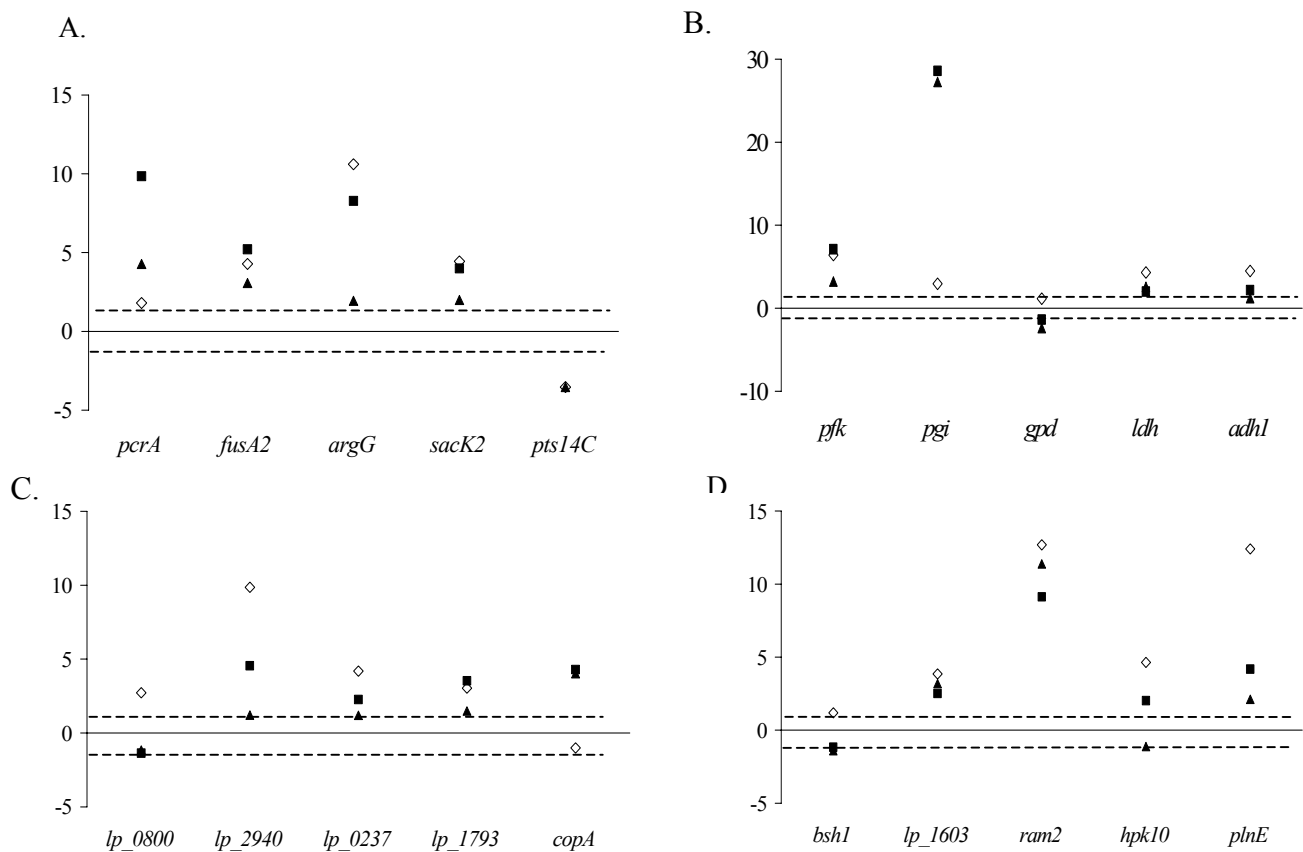 A.
15
10
5
0
-5
pcrA fusA2 argG sacK2 pts14C
B.
30
20
10
0
-10
pfk pgi gpd ldh adh1
C.
15
10
5
0
-5
lp_0800 lp_2940 lp_0237 lp_1793 copA
D.
15
10
5
0
-5
bsh1 lp_1603 ram2 hpk10 plnE